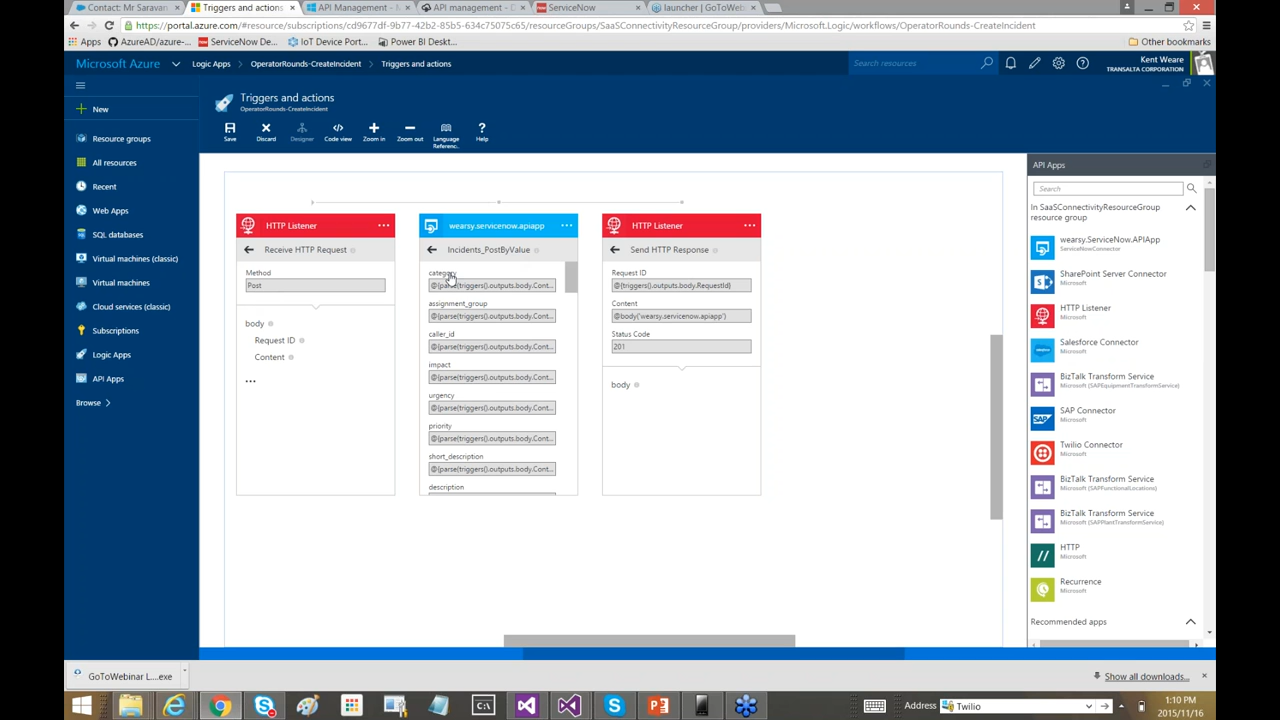 Contact: Mr Saravan
Triggers and actions
API Management - M
API management - D
ServiceNow
launcher | GoToWeb
https://portal.azure.com/#resource/subscriptions/cd9677df-9b77-42b2-85b5-634c75075c65/resourceGroups/SaaSConnectivityResourceGroup/providers/Microsoft.Logic/workflows/OperatorRounds-CreateIncident
Apps
AzureAD/azure-...
ServiceNow De...
IoT Device Port...
Power BI Deskt...
Other bookmarks
Microsoft Azure
Logic Apps
OperatorRounds-CreateIncident
Triggers and actions
Search resources
Kent Weare
TRANSALTA CORPORATION
New
Resource groups
All resources
Recent
Web Apps
SQL databases
Virtual machines (classic)
Virtual machines
Cloud services (classic)
Subscriptions
Logic Apps
API Apps
Browse
Triggers and actions
OperatorRounds-CreateIncident
Save
Discard
Designer
Code view
Zoom in
Zoom out
Language Referenc...
Help
HTTP Listener
Receive HTTP Request
Method
Post
body
Request ID
Content
...
wearsy.servicenow.apiapp
Incidents_PostByValue
category
@{parse(triggers().outputs.body.Cont...
assignment_group
@{parse(triggers().outputs.body.Cont...
caller_id
@{parse(triggers().outputs.body.Cont...
impact
@{parse(triggers().outputs.body.Cont...
urgency
@{parse(triggers().outputs.body.Cont...
priority
@{parse(triggers().outputs.body.Cont...
short_description
@{parse(triggers().outputs.body.Cont...
description
HTTP Listener
Send HTTP Response
Request ID
@{triggers().outputs.body.RequestId}
Content
@body('wearsy.servicenow.apiapp')
Status Code
201
body
API Apps
Search
In SaaSConnectivityResourceGroup
resource group
wearsy.ServiceNow.APIApp
ServiceNowConnector
SharePoint Server Connector
Microsoft
HTTP Listener
Microsoft
Salesforce Connector
Microsoft
BizTalk Transform Service
Microsoft (SAPEquipmentTransformService)
SAP Connector
Microsoft
Twilio Connector
Microsoft
BizTalk Transform Service
Microsoft (SAPFunctionalLocations)
BizTalk Transform Service
Microsoft (SAPPlantTransformService)
HTTP
Microsoft
Recurrence
Microsoft
Recommended apps
GoToWebinar L....exe
Show all downloads...
Address
Twilio
1:10 PM
2015/11/16